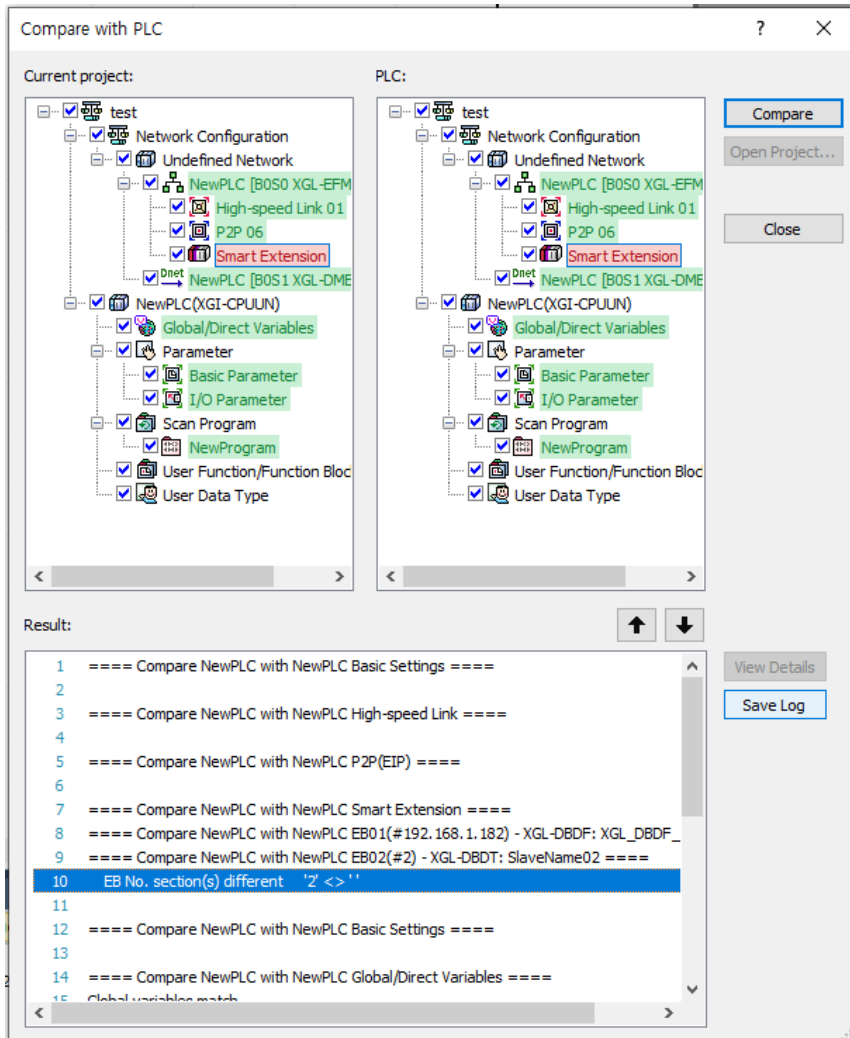 Compare with PLC
?
Current project:
PLC:
test
Network Configuration
Undefined Network
NewPLC [B0S0 XGL-EFM
High-speed Link 01
P2P 06
Smart Extension
Dnet
NewPLC [B0S1 XGL-DME
NewPLC(XGI-CPUUN)
Global/Direct Variables
Parameter
Basic Parameter
I/O Parameter
Scan Program
NewProgram
User Function/Function Bloc
User Data Type
test
Network Configuration
Undefined Network
NewPLC [B0S0 XGL-EFM
High-speed Link 01
P2P 06
Smart Extension
Dnet
NewPLC [B0S1 XGL-DME
NewPLC(XGI-CPUUN)
Global/Direct Variables
Parameter
Basic Parameter
I/O Parameter
Scan Program
NewProgram
User Function/Function Bloc
User Data Type
Compare
Open Project...
Close
Result:
1 ==== Compare NewPLC with NewPLC Basic Settings ====
2
3 ==== Compare NewPLC with NewPLC High-speed Link ====
4
5 ==== Compare NewPLC with NewPLC P2P(EIP) ====
6
7 ==== Compare NewPLC with NewPLC Smart Extension ====
8 ==== Compare NewPLC with NewPLC EB01(#192.168.1.182) - XGL-DBDF: XGL_DBDF_
9 ==== Compare NewPLC with NewPLC EB02(#2) - XGL-DBDT: SlaveName02 ====
10 EB No. section(s) different '2' <> ' '
11
12 ==== Compare NewPLC with NewPLC Basic Settings ====
13
14 ==== Compare NewPLC with NewPLC Global/Direct Variables ====
15 Global variables match
View Details
Save Log